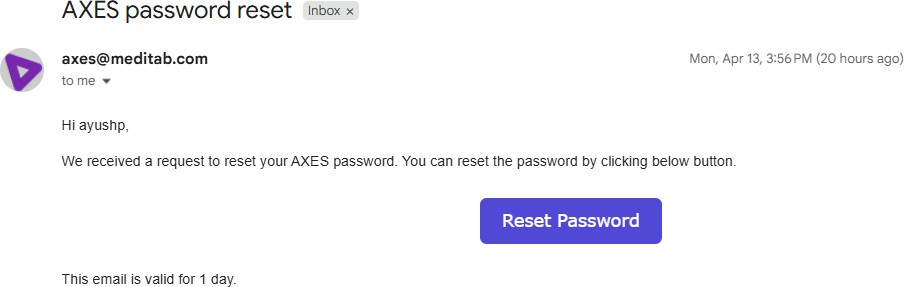 AXES password reset Inbox ×
axes@meditab.com Mon, Apr 13, 3:56 PM (20 hours ago)
to me
Hi ayushp,
We received a request to reset your AXES password. You can reset the password by clicking below button.
Reset Password
This email is valid for 1 day.